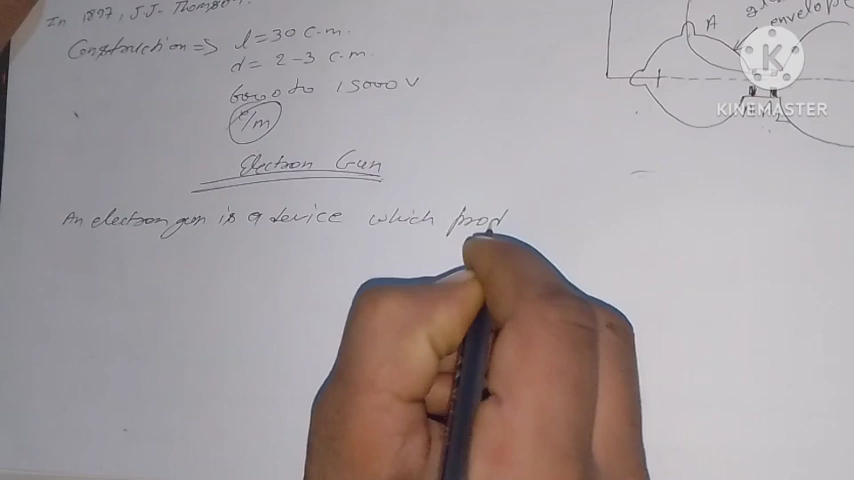 In 1897, J.J. Thomson
Construction => l = 30 c.m.
d = 2-3 c.m.
6000 to 15000 V
e/m
Electron Gun
An electron gun is a device which prod
A
envelope
KINEMASTER